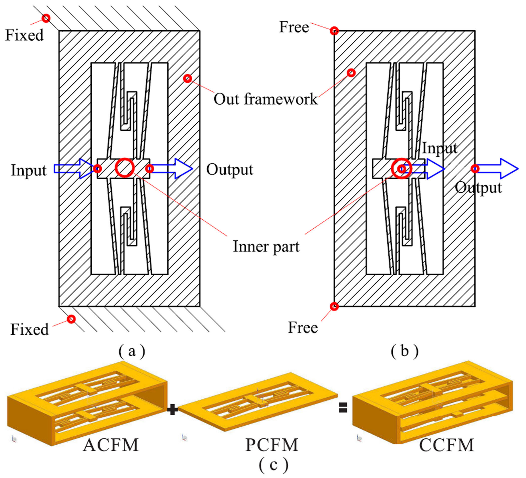 Fixed
Free
Out framework
Input
Output
Input
Output
Inner part
Fixed
Free
( a )
( b )
ACFM
PCFM
CCFM
( c )